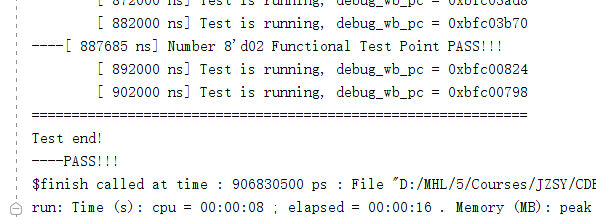 [ 872000 ns] Test is running, debug_wb_pc = 0xbfc03ad8
[ 882000 ns] Test is running, debug_wb_pc = 0xbfc03b70
----[ 887685 ns] Number 8'd02 Functional Test Point PASS!!!
[ 892000 ns] Test is running, debug_wb_pc = 0xbfc00824
[ 902000 ns] Test is running, debug_wb_pc = 0xbfc00798
==============================================================
Test end!
----PASS!!!
$finish called at time : 906830500 ps : File "D:/MHL/5/Courses/JZSY/CDE
run: Time (s): cpu = 00:00:08 ; elapsed = 00:00:16 . Memory (MB): peak